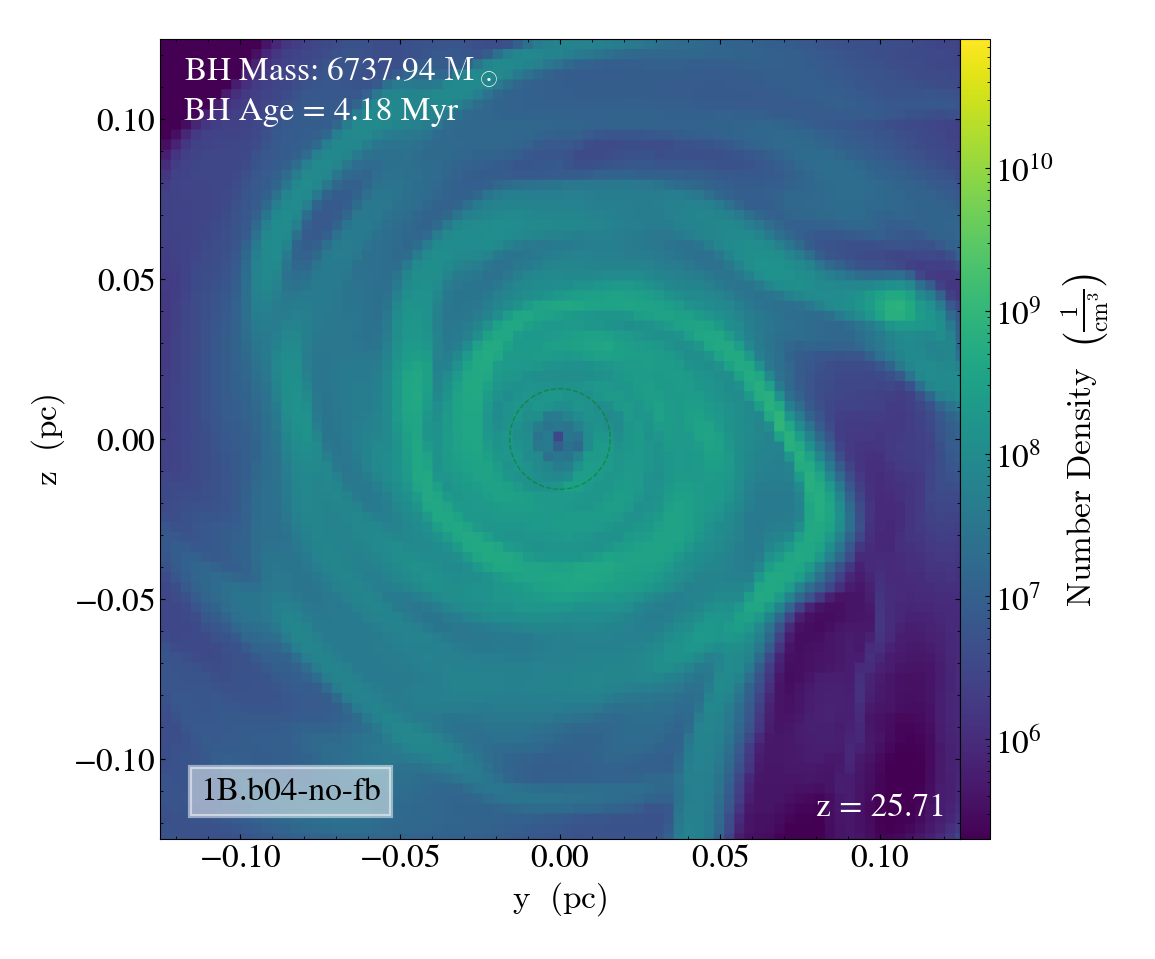 BH Mass: 6737.94 M⊙
BH Age = 4.18 Myr
0.10
0.05
0.00
−0.05
−0.10
z (pc)
1B.b04-no-fb
z = 25.71
−0.10 −0.05 0.00 0.05 0.10
y (pc)
10¹⁰
10⁹
10⁸
10⁷
10⁶
Number Density (1/cm³)